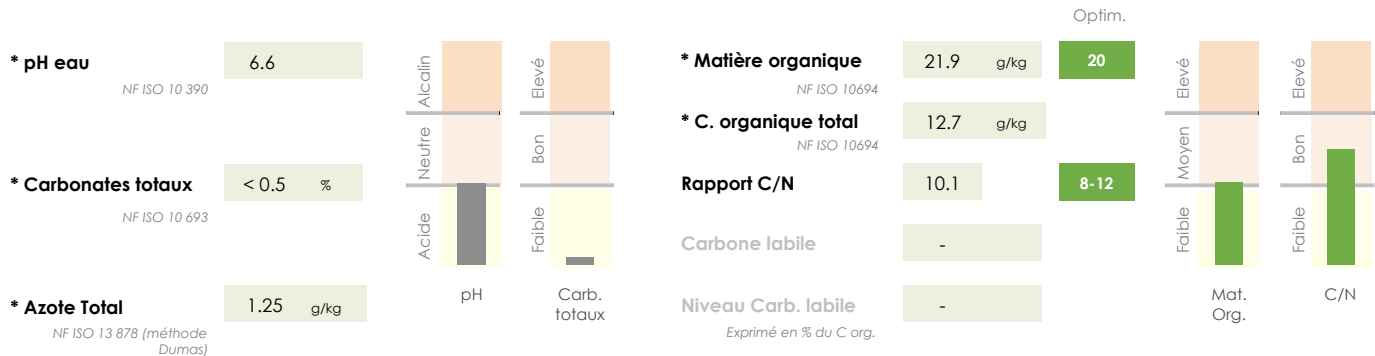 Optim.
* pH eau 6.6
NF ISO 10 390
* Carbonates totaux < 0.5 %
NF ISO 10 693
* Azote Total 1.25 g/kg
NF ISO 13 878 (méthode
Dumas)
Alcalin
Neutre
Acide
pH
Elevé
Bon
Faible
Carb.
totaux
* Matière organique 21.9 g/kg 20
NF ISO 10694
* C. organique total 12.7 g/kg
NF ISO 10694
Rapport C/N 10.1 8-12
Carbone labile -
Niveau Carb. labile -
Exprimé en % du C org.
Elevé
Moyen
Faible
Mat.
Org.
Elevé
Bon
Faible
C/N